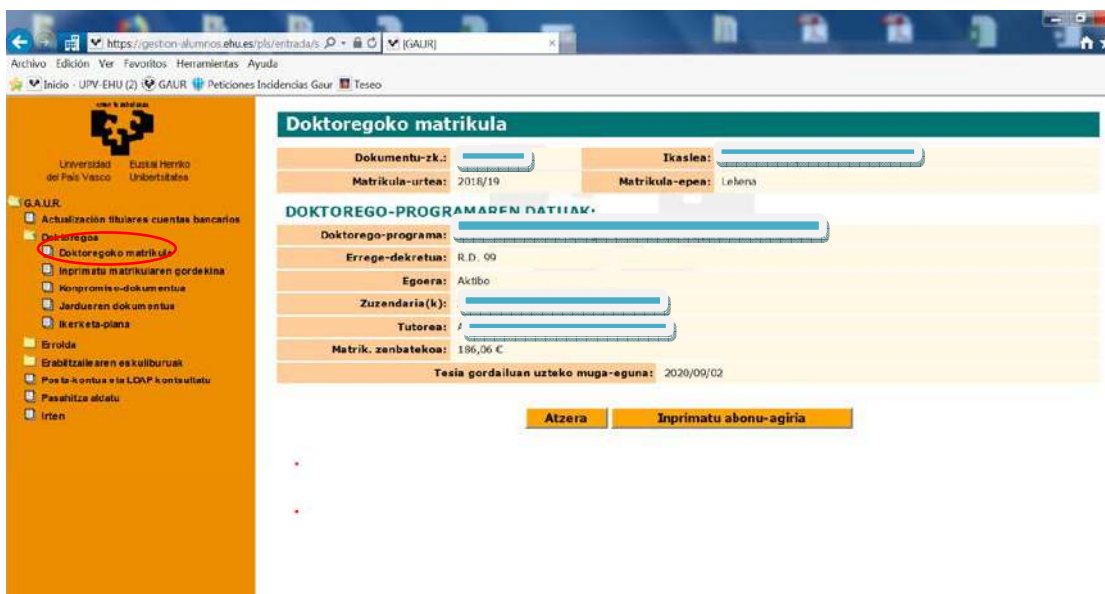 https://gestion-alumnos.ehu.es/pls/entrada/s
[GAUR]
Archivo Edición Ver Favoritos Herramientas Ayuda
Inicio - UPV-EHU (2) GAUR Peticiones Incidencias Gaur Teseo
Universidad del País Vasco
Euskal Herriko Unibertsitatea
G.A.U.R.
Actualización titulares cuentas bancarios
Doktoregoa
Doktoregoko matrikula
Inprimatu matrikularen gordekina
Konpromiso-dokumentua
Jardueren dokumentua
Ikerketa-plana
Errolda
Erabiltzailearen eskuliburuak
Posta-kontua eta LDAP kontsultatu
Pasahitza aldatu
Irten
Doktoregoko matrikula
Dokumentu-zk.: Ikaslea:
Matrikula-urtea: 2018/19 Matrikula-epea: Lehena
DOKTOREGO-PROGRAMAREN DATUAK:
Doktorego-programa:
Errege-dekretua: R.D. 99
Egoera: Aktibo
Zuzendaria(k):
Tutorea:
Matrik. zenbatekoa: 186,06 €
Tesia gordailuan uzteko muga-eguna: 2020/09/02
Atzera Inprimatu abonu-agiria